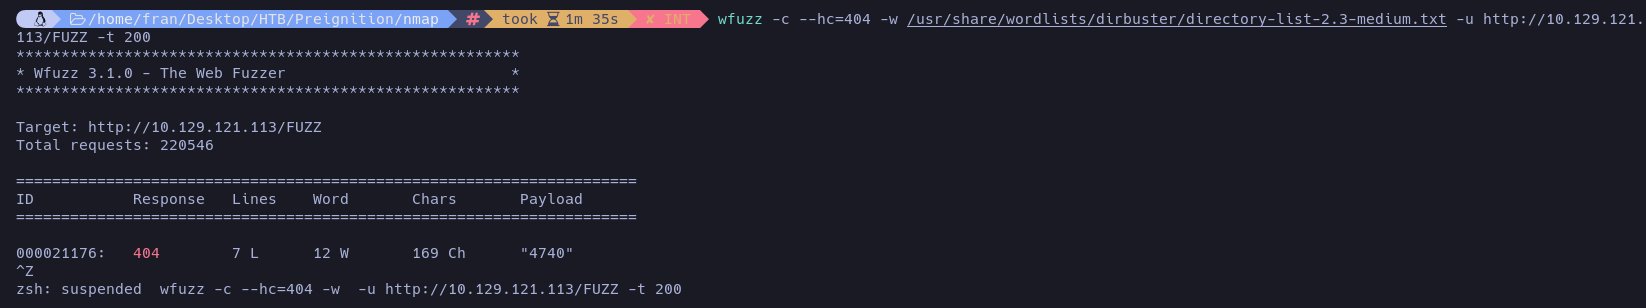 /home/fran/Desktop/HTB/Preignition/nmap # took 1m 35s ✘ INT wfuzz -c --hc=404 -w /usr/share/wordlists/dirbuster/directory-list-2.3-medium.txt -u http://10.129.121.
113/FUZZ -t 200
********************************************************
* Wfuzz 3.1.0 - The Web Fuzzer                         *
********************************************************
Target: http://10.129.121.113/FUZZ
Total requests: 220546
=====================================================================
ID           Response   Lines    Word       Chars       Payload
=====================================================================
000021176:   404        7 L      12 W       169 Ch      "4740"
^Z
zsh: suspended  wfuzz -c --hc=404 -w  -u http://10.129.121.113/FUZZ -t 200